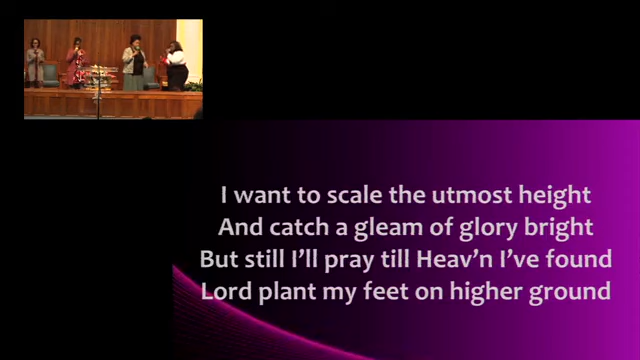 I want to scale the utmost height
And catch a gleam of glory bright
But still I'll pray till Heav'n I've found
Lord plant my feet on higher ground